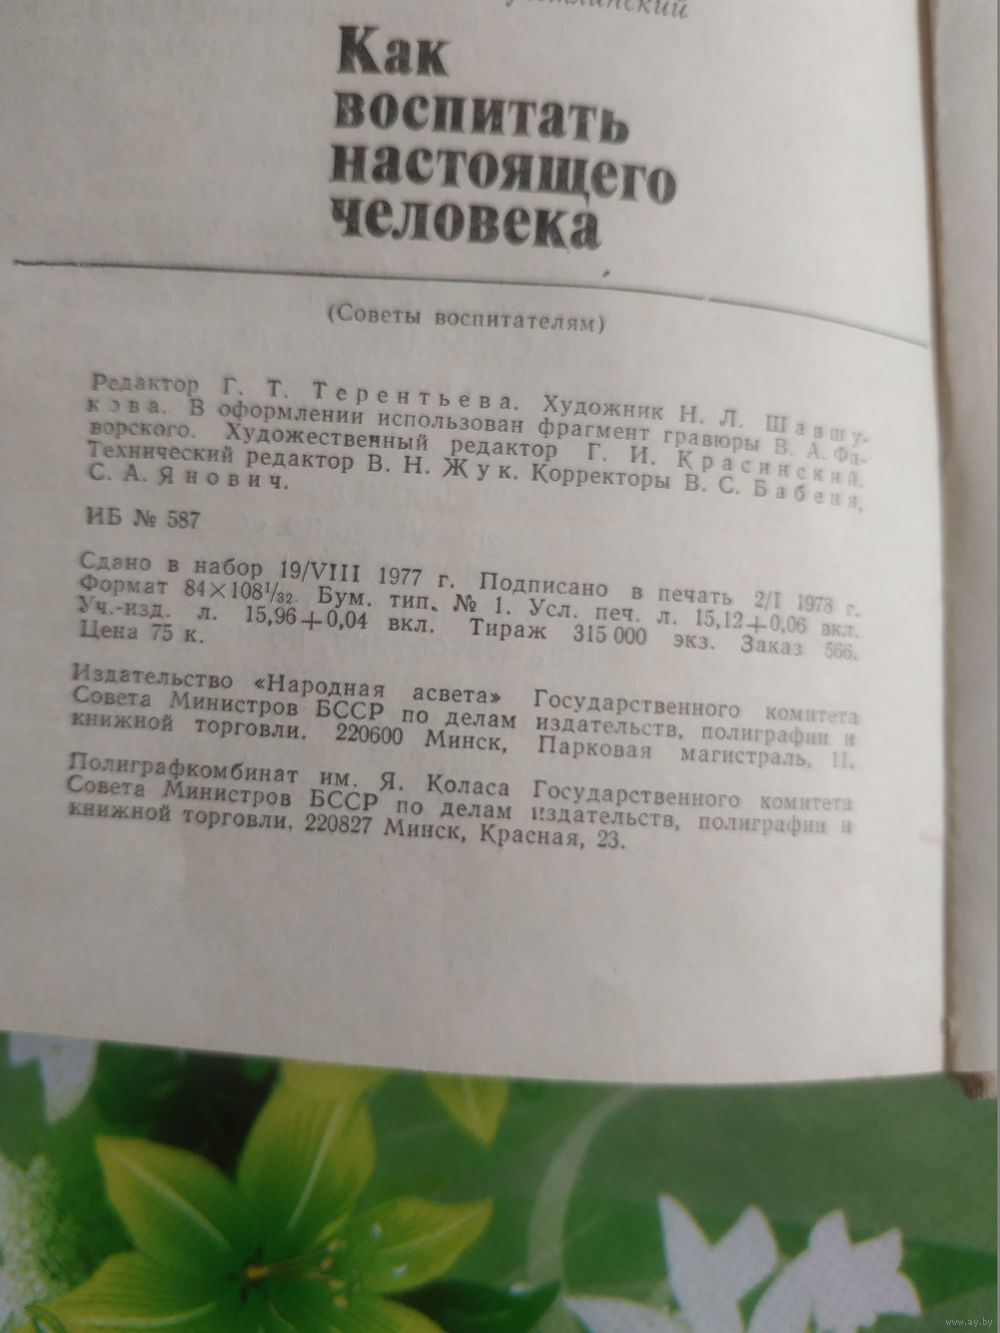 Как
воспитать
настоящего
человека
(Советы воспитателям)
Редактор Г. Т. Терентьева. Художник Н. Л. Шавшу-
кова. В оформлении использован фрагмент гравюры В. А. Фа-
ворского. Художественный редактор Г. И. Красинский.
Технический редактор В. Н. Жук. Корректоры В. С. Бабеня,
С. А. Янович.
ИБ № 587
Сдано в набор 19/VIII 1977 г. Подписано в печать 2/I 1978 г.
Формат 84×108¹/₃₂. Бум. тип. № 1. Усл. печ. л. 15,12+0,06 вкл.
Уч.-изд. л. 15,96+0,04 вкл. Тираж 315 000 экз. Заказ 566.
Цена 75 к.
Издательство «Народная асвета» Государственного комитета
Совета Министров БССР по делам издательств, полиграфии и
книжной торговли. 220600 Минск, Парковая магистраль, 11.
Полиграфкомбинат им. Я. Коласа Государственного комитета
Совета Министров БССР по делам издательств, полиграфии и
книжной торговли. 220827 Минск, Красная, 23.
www.ay.by